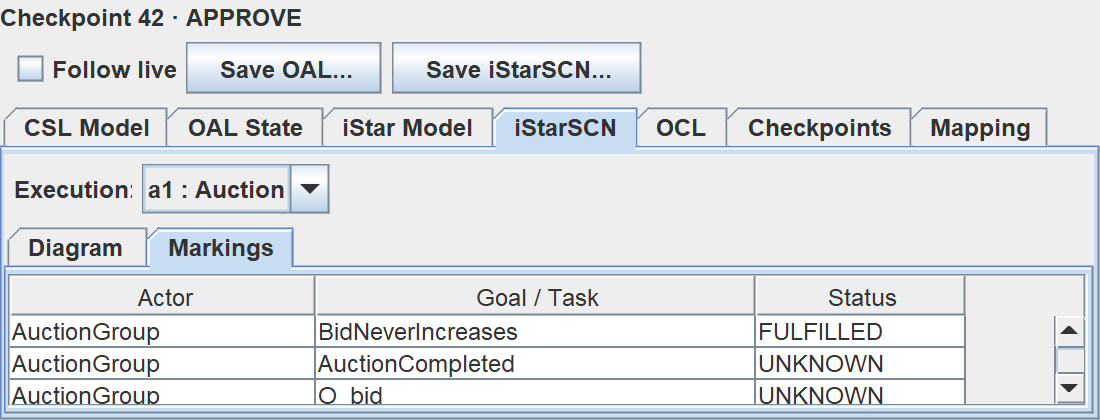 Checkpoint 42 · APPROVE
Follow live Save OAL... Save iStarSCN...
CSL Model OAL State iStar Model iStarSCN OCL Checkpoints Mapping
Execution: a1 : Auction
Diagram Markings
Actor Goal / Task Status
AuctionGroup BidNeverIncreases FULFILLED
AuctionGroup AuctionCompleted UNKNOWN
AuctionGroup O_bid UNKNOWN